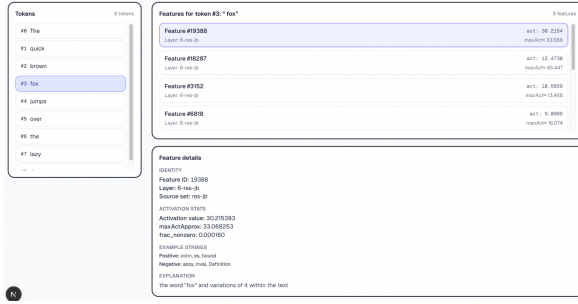 Tokens 9 tokens
#0 The
#1 quick
#2 brown
#3 fox
#4 jumps
#5 over
#6 the
#7 lazy
Features for token #3: " fox" 9 features
Feature #19388 act: 30.2154
Layer: 6-res-jb maxAct≈ 33.068
Feature #18287 act: 12.4730
Layer: 6-res-jb maxAct≈ 45.447
Feature #3152 act: 10.5859
Layer: 6-res-jb maxAct≈ 13.468
Feature #6818
Layer: 6-res-jb maxAct≈ 16.074
Feature details
IDENTITY
Feature ID: 19388
Layer: 6-res-jb
Source set: res-jb
ACTIVATION STATS
Activation value: 30.215393
maxActApprox: 33.068253
frac_nonzero: 0.000160
EXAMPLE STRINGS
Positive: conn, es, hound
Negative: assy, inval, Definition
EXPLANATION
the word "fox" and variations of it within the text
N